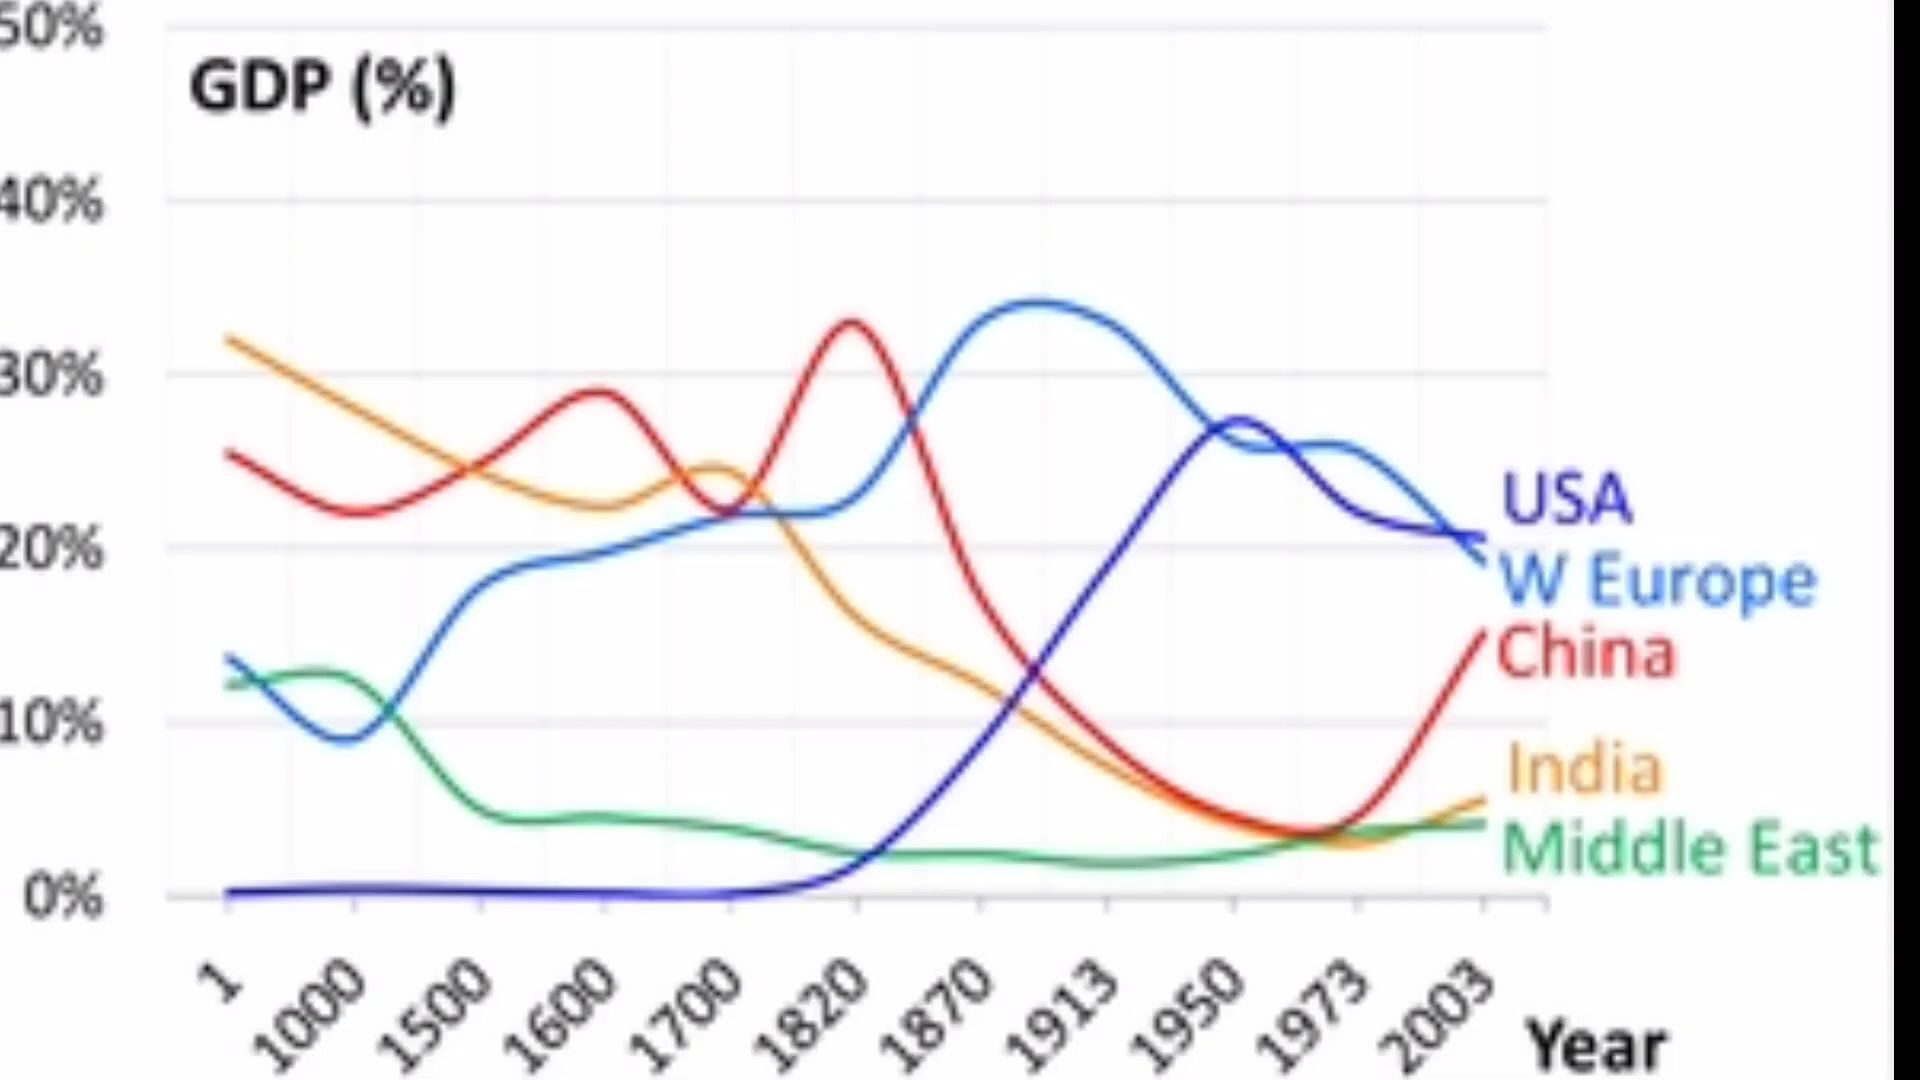 50%
GDP (%)
40%
30%
20%
10%
0%
USA
W Europe
China
India
Middle East
1
1000
1500
1600
1700
1820
1870
1913
1950
1973
2003
Year